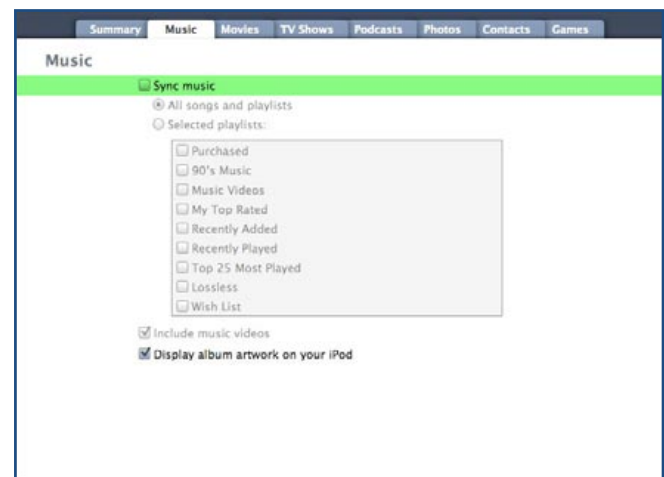 Summary Music Movies TV Shows Podcasts Photos Contacts Games
Music
Sync music
All songs and playlists
Selected playlists:
Purchased
90's Music
Music Videos
My Top Rated
Recently Added
Recently Played
Top 25 Most Played
Lossless
Wish List
Include music videos
Display album artwork on your iPod